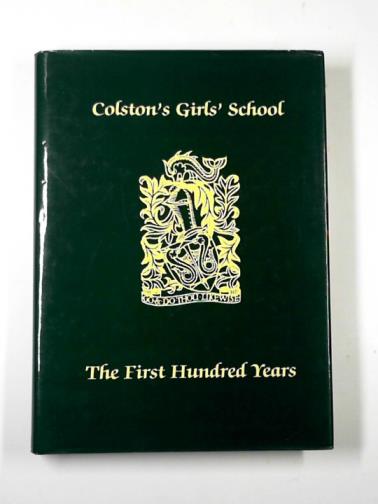 Colston's Girls' School
GO & DO THOU LIKEWISE
The First Hundred Years